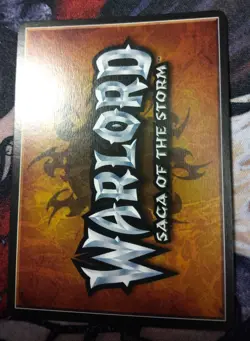 WARLORD
SAGA OF THE STORM